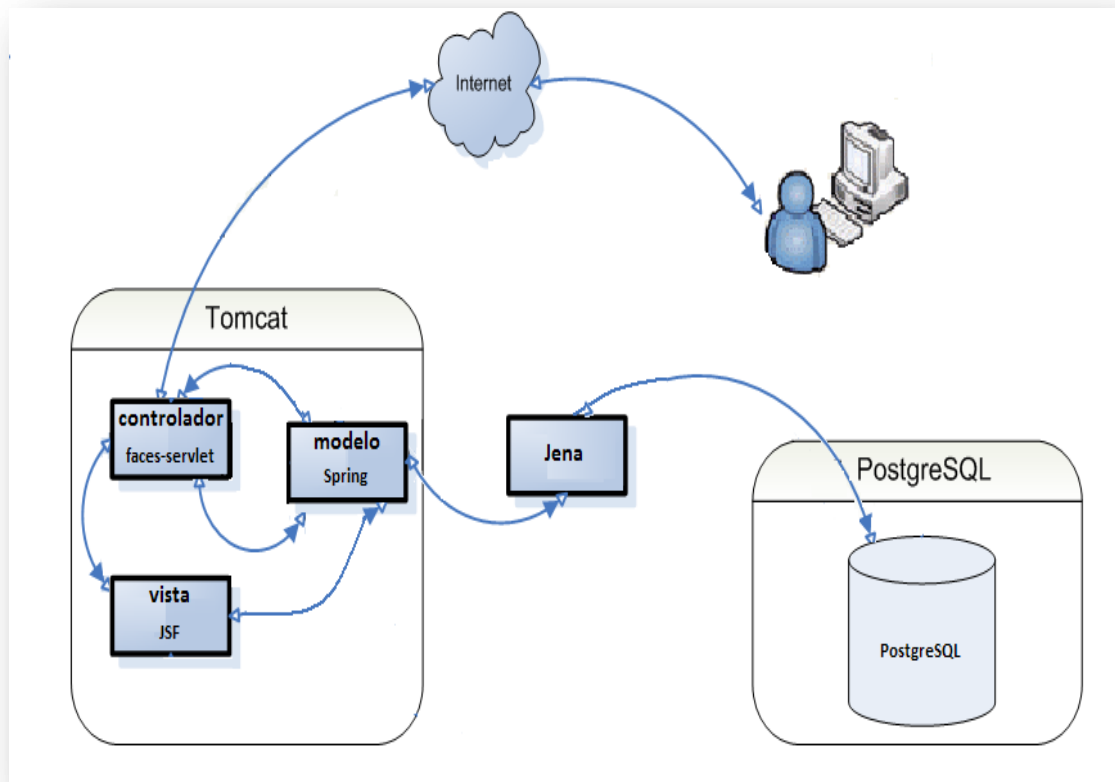 Internet
Tomcat
controlador
faces-servlet
modelo
Spring
Jena
PostgreSQL
vista
JSF
PostgreSQL